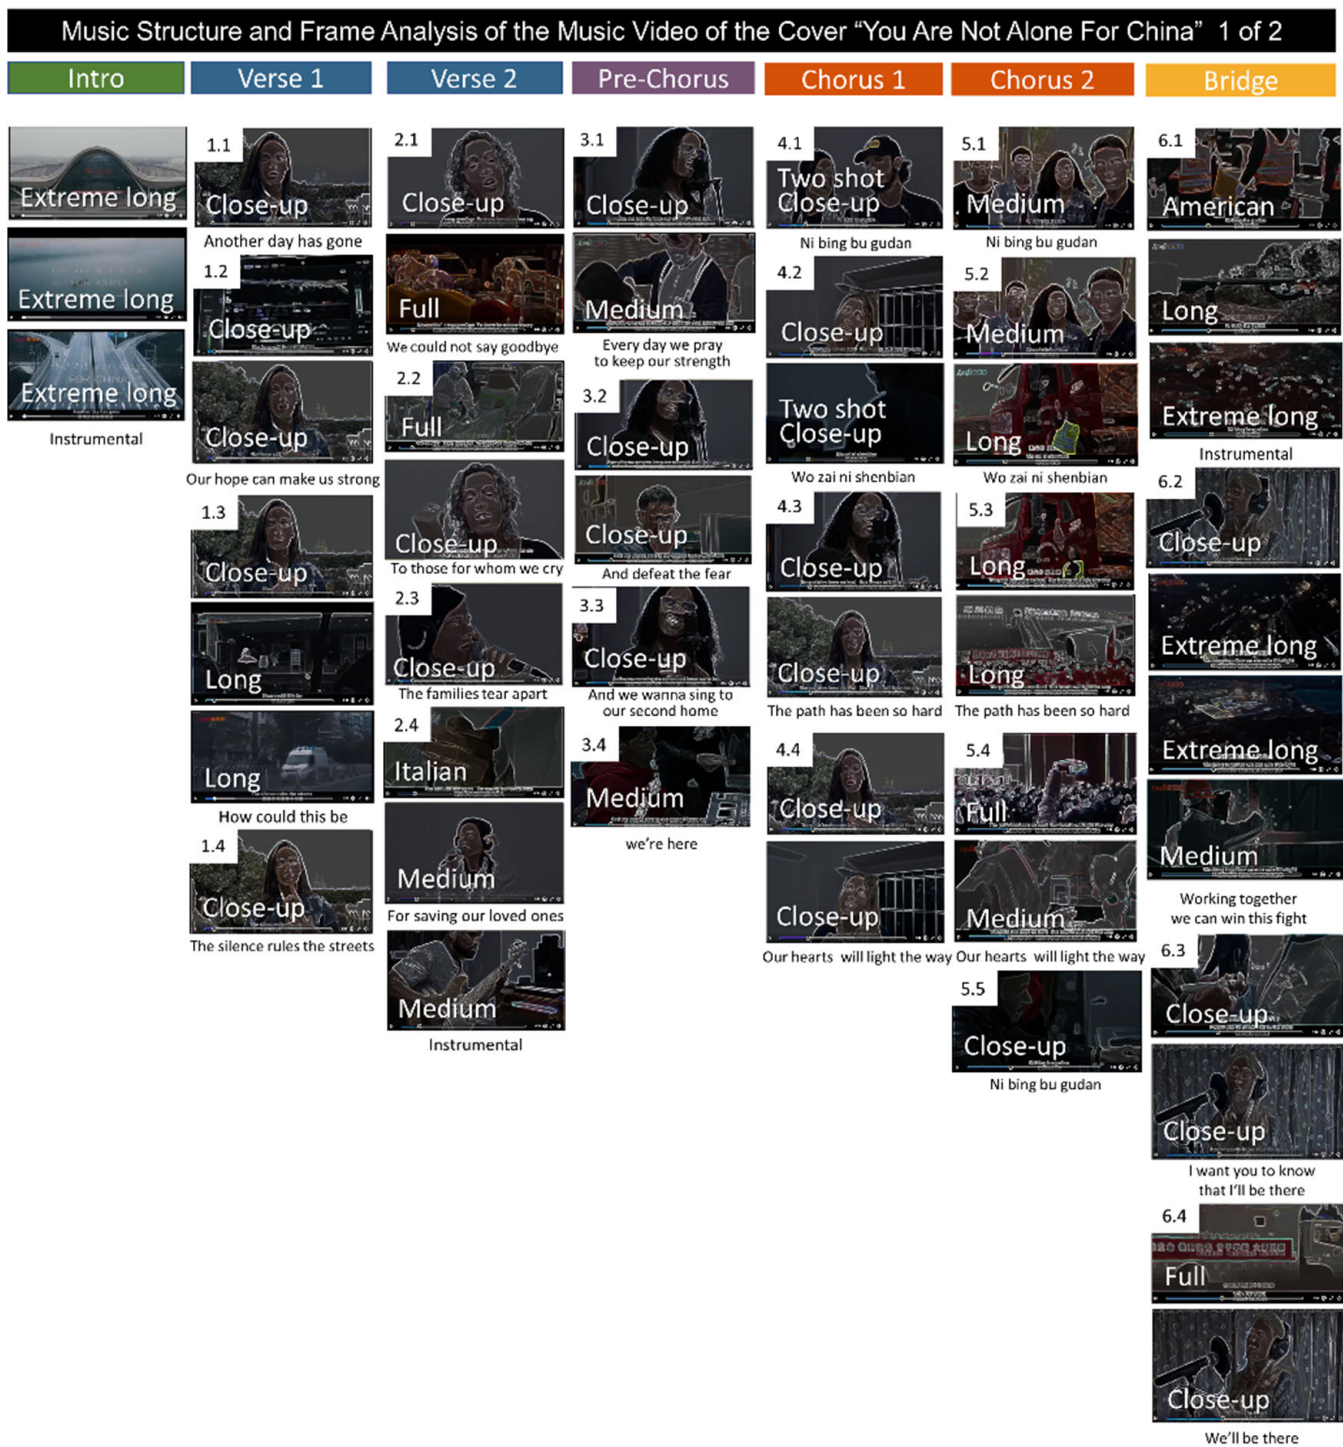 Music Structure and Frame Analysis of the Music Video of the Cover “You Are Not Alone For China” 1 of 2
Intro
Extreme long
Extreme long
Extreme long
Instrumental
Verse 1
1.1
Close-up
Another day has gone
1.2
Close-up
Close-up
Our hope can make us strong
1.3
Close-up
Long
Long
How could this be
1.4
Close-up
The silence rules the streets
Verse 2
2.1
Close-up
Full
We could not say goodbye
2.2
Full
Close-up
To those for whom we cry
2.3
Close-up
The families tear apart
2.4
Italian
Medium
For saving our loved ones
Medium
Instrumental
Pre-Chorus
3.1
Close-up
Medium
Every day we pray
to keep our strength
3.2
Close-up
Close-up
And defeat the fear
3.3
Close-up
And we wanna sing to
our second home
3.4
Medium
we’re here
Chorus 1
4.1
Two shot
Close-up
Ni bing bu gudan
4.2
Close-up
Two shot
Close-up
Wo zai ni shenbian
4.3
Close-up
Close-up
The path has been so hard
4.4
Close-up
Close-up
Our hearts will light the way
Chorus 2
5.1
Medium
Ni bing bu gudan
5.2
Medium
Long
Wo zai ni shenbian
5.3
Long
Long
The path has been so hard
5.4
Full
Medium
Our hearts will light the way
5.5
Close-up
Ni bing bu gudan
Bridge
6.1
American
Long
Extreme long
Instrumental
6.2
Close-up
Extreme long
Extreme long
Medium
Working together
we can win this fight
6.3
Close-up
Close-up
I want you to know
that I’ll be there
6.4
Full
Close-up
We’ll be there